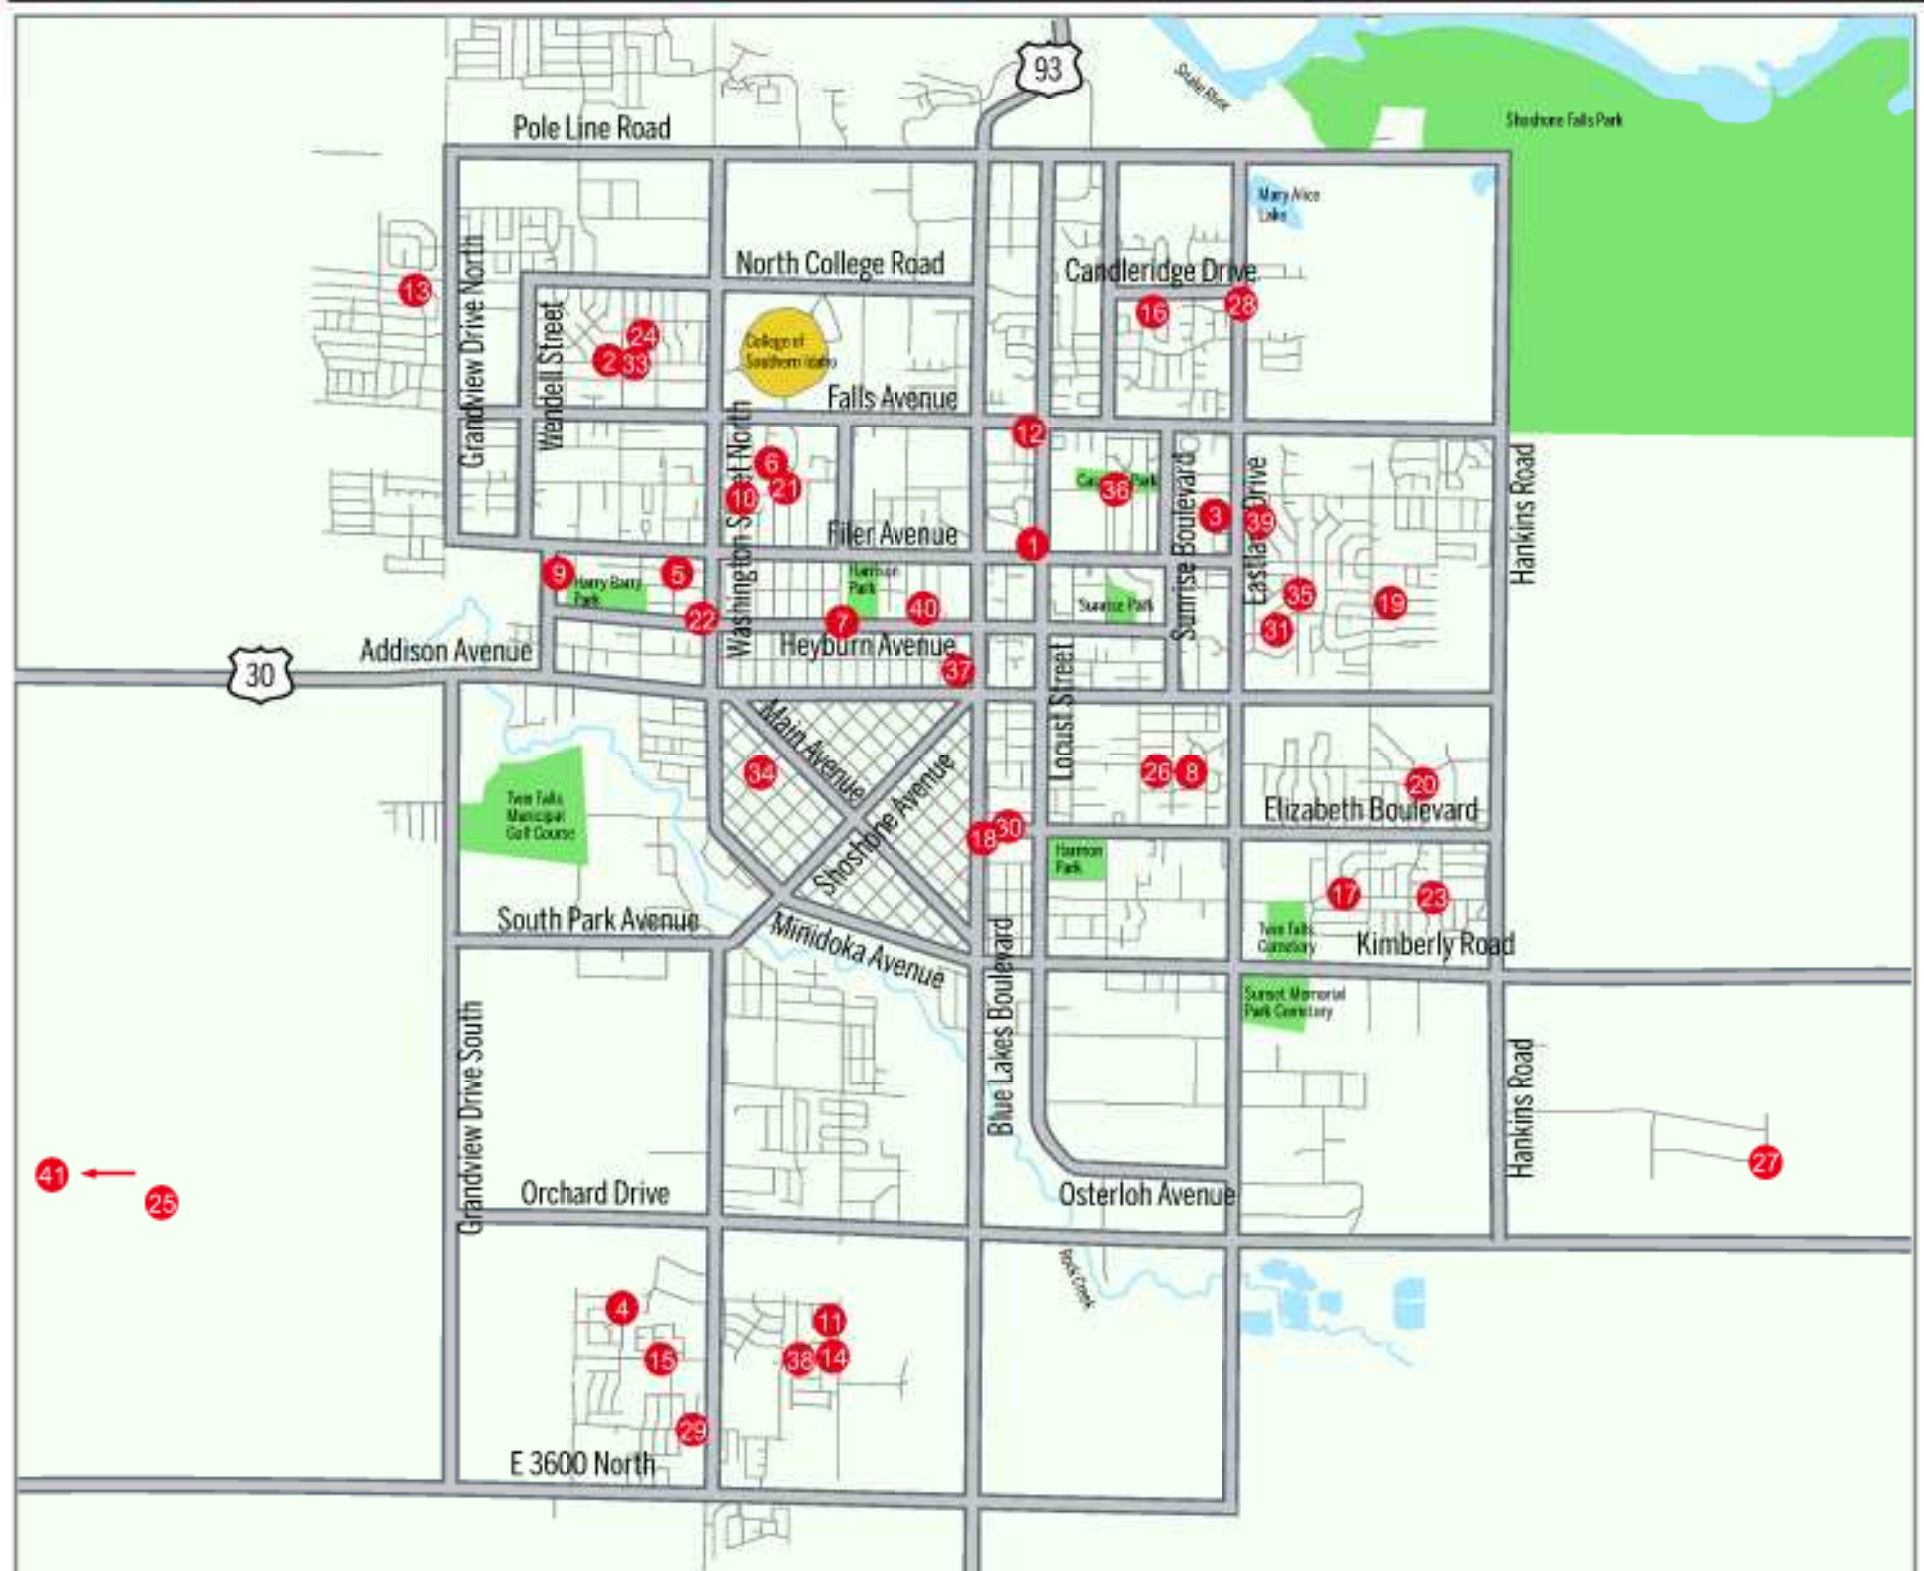 93
Snake River
Pole Line Road
Shoshone Falls Park
Mary Alice
Lake
North College Road
Candleridge Drive
13
28
16
Grandview Drive North
Wendell Street
24
2
33
College of
Southern Idaho
Falls Avenue
12
6
10
21
Washington Street North
36
Park
3
39
Sunrise Boulevard
Eastland Drive
Hankins Road
Filer Avenue
1
9
5
Harry Barry
Park
Harmon
Park
22
7
40
Sunrise Park
35
19
31
Addison Avenue
30
Heyburn Avenue
37
Locust Street
Main Avenue
34
Shoshone Avenue
26
8
20
Elizabeth Boulevard
Twin Falls
Municipal
Golf Course
18
30
Harmon
Park
17
23
South Park Avenue
Minidoka Avenue
Twin Falls
Cemetery
Kimberly Road
Blue Lakes Boulevard
Sunset Memorial
Park Cemetery
Grandview Drive South
Hankins Road
41
25
27
Orchard Drive
Osterloh Avenue
Rock Creek
4
11
15
38
14
29
E 3600 North